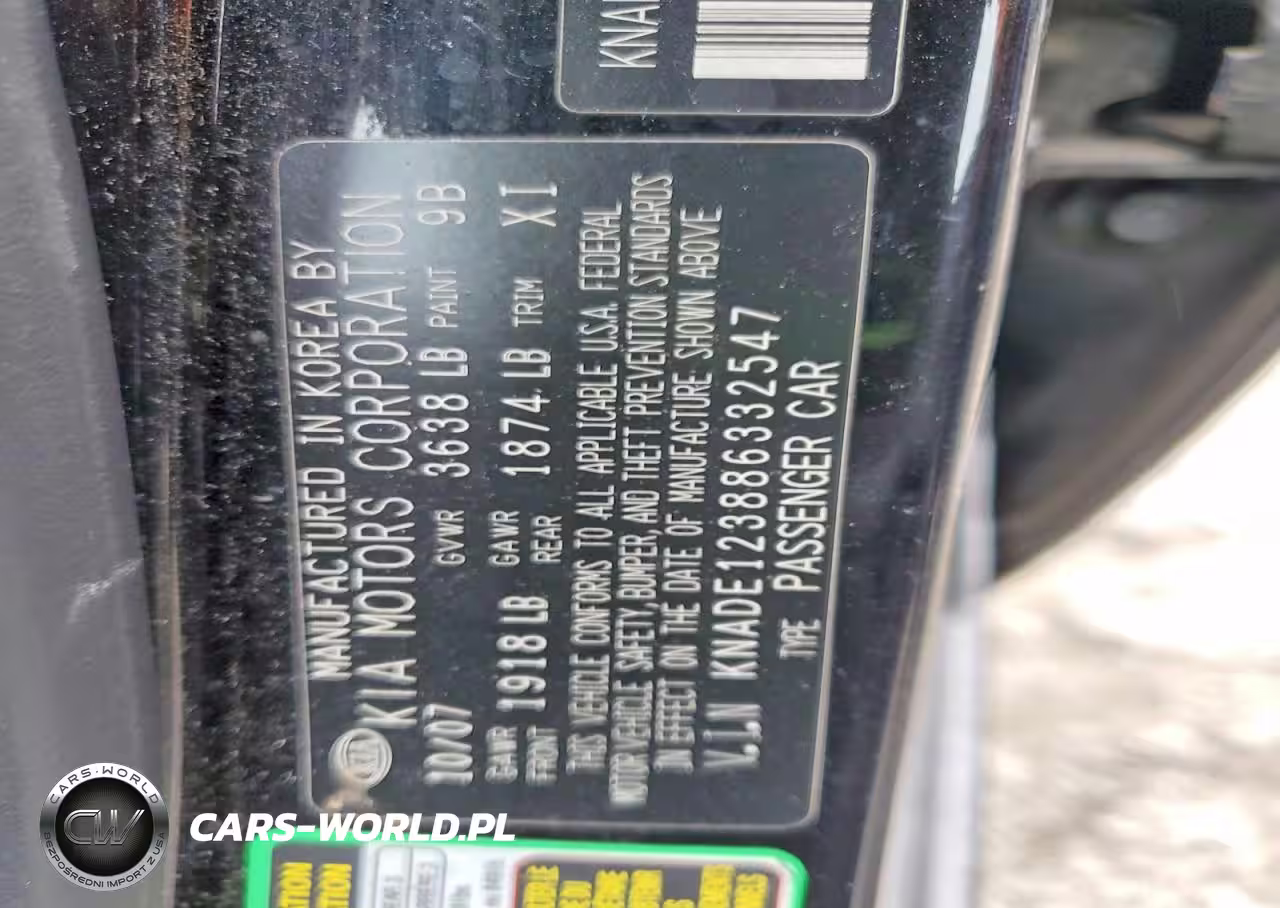 KNA
MANUFACTURED IN KOREA BY
KIA KIA MOTORS CORPORATION
10/07 GVWR 3638 LB PAINT 9B
GAWR FRONT 1918 LB GAWR REAR 1874 LB TRIM XI
THIS VEHICLE CONFORMS TO ALL APPLICABLE U.S.A. FEDERAL
MOTOR VEHICLE SAFETY, BUMPER, AND THEFT PREVENTION STANDARDS
IN EFFECT ON THE DATE OF MANUFACTURE SHOWN ABOVE
V.I.N KNADE123886332547
TYPE PASSENGER CAR
CARS-WORLD
CW
BEZPOŚREDNI IMPORT Z USA
CARS-WORLD.PL